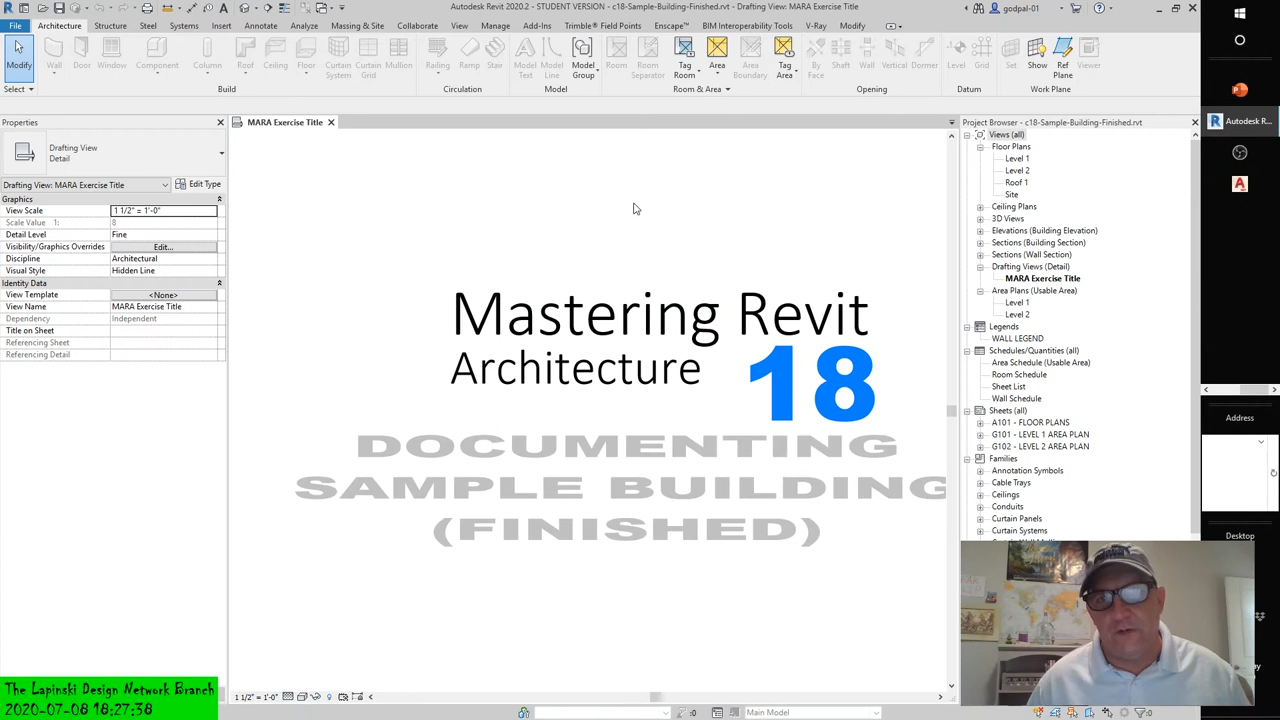 Autodesk Revit 2020.2 - STUDENT VERSION - c18-Sample-Building-Finished.rvt - Drafting View: MARA Exercise Title
godpal-01
File Architecture Structure Steel Systems Insert Annotate Analyze Massing & Site Collaborate View Manage Add-Ins Trimble® Field Points Enscape™ BIM Interoperability Tools V-Ray Modify
Modify Wall Door Window Component Column Roof Ceiling Floor Curtain System Curtain Grid Mullion Railing Ramp Stair Model Text Model Line Model Group Room Room Separator Tag Room Area Area Boundary Tag Area By Face Shaft Wall Vertical Dormer Level Grid Set Show Ref Plane Viewer
Select Build Circulation Model Room & Area Opening Datum Work Plane
Properties
Drafting View
Detail
Drafting View: MARA Exercise Title
Edit Type
Graphics
View Scale 1 1/2" = 1'-0"
Scale Value 1: 8
Detail Level Fine
Visibility/Graphics Overrides Edit...
Discipline Architectural
Visual Style Hidden Line
Identity Data
View Template <None>
View Name MARA Exercise Title
Dependency Independent
Title on Sheet
Referencing Sheet
Referencing Detail
MARA Exercise Title
Mastering Revit
Architecture 18
DOCUMENTING
SAMPLE BUILDING
(FINISHED)
Project Browser - c18-Sample-Building-Finished.rvt
Views (all)
Floor Plans
Level 1
Level 2
Roof 1
Site
Ceiling Plans
3D Views
Elevations (Building Elevation)
Sections (Building Section)
Sections (Wall Section)
Drafting Views (Detail)
MARA Exercise Title
Area Plans (Usable Area)
Level 1
Level 2
Legends
WALL LEGEND
Schedules/Quantities (all)
Area Schedule (Usable Area)
Room Schedule
Sheet List
Wall Schedule
Sheets (all)
A101 - FLOOR PLANS
G101 - LEVEL 1 AREA PLAN
G102 - LEVEL 2 AREA PLAN
Families
Annotation Symbols
Cable Trays
Ceilings
Conduits
Curtain Panels
Curtain Systems
Autodesk R...
Address
Desktop
The Lapinski Design Network Branch
2020-07-08 18:27:38
1 1/2" = 1'-0"
:0
Main Model
:0